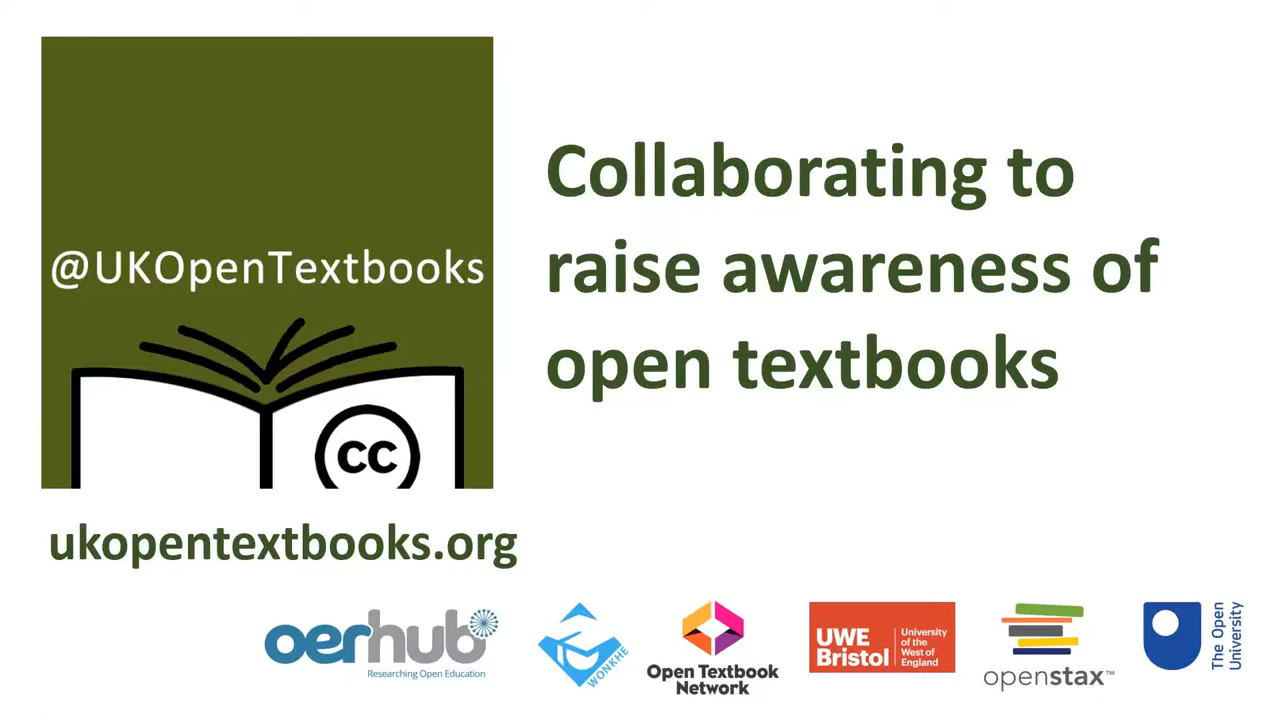 @UKOpenTextbooks
cc
ukopentextbooks.org
Collaborating to
raise awareness of
open textbooks
oerhub
Researching Open Education
WONKHE
Open Textbook
Network
UWE
Bristol
University
of the
West of
England
openstax™
The Open
University